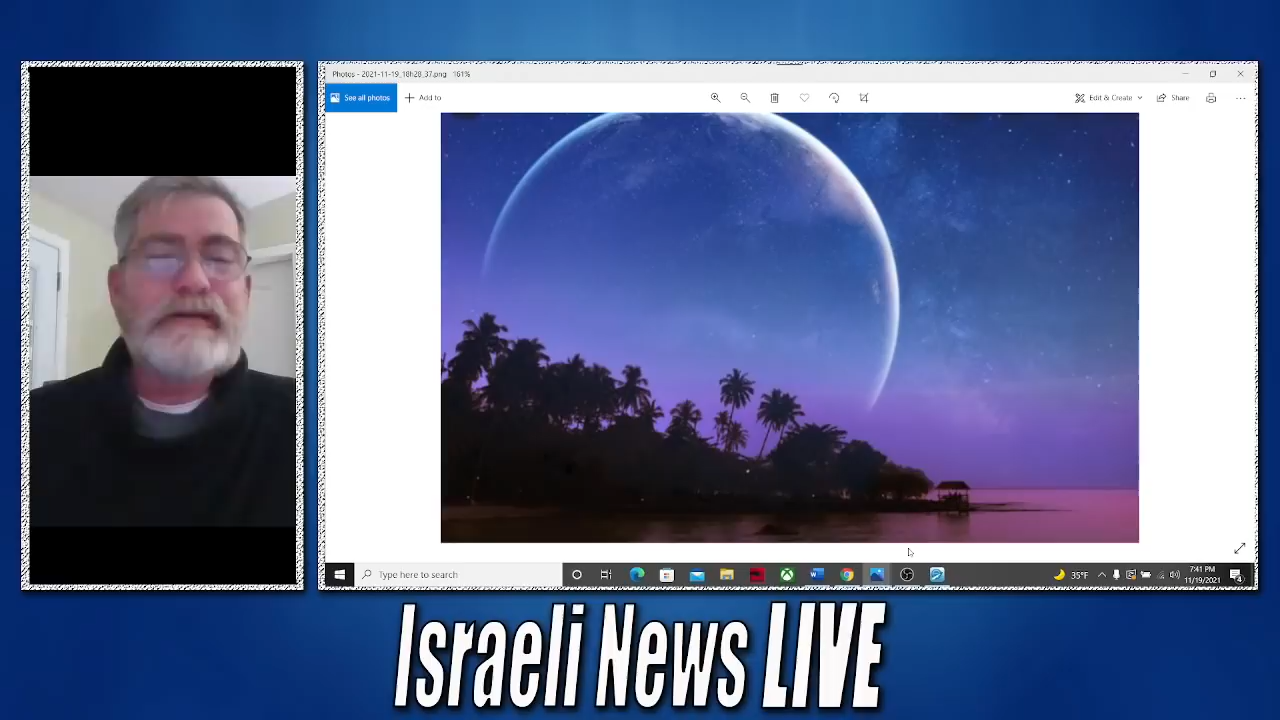 Photos - 2021-11-19_18h28_37.png 161%
See all photos
Add to
Edit & Create
Share
Type here to search
35°F
7:41 PM
11/19/2021
4
Israeli News LIVE